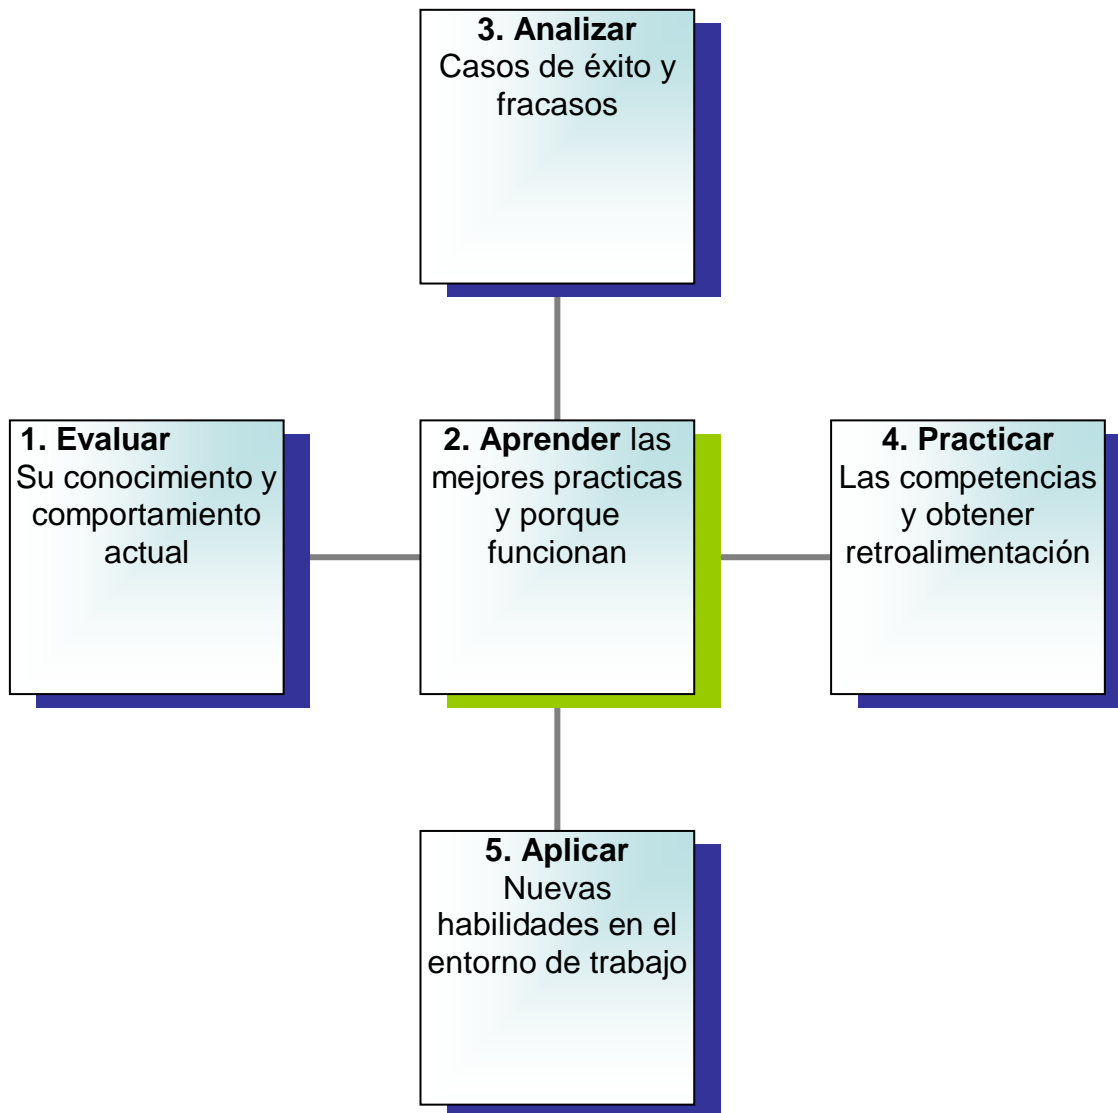 3. Analizar
Casos de éxito y
fracasos
1. Evaluar
Su conocimiento y
comportamiento
actual
2. Aprender las
mejores practicas
y porque
funcionan
4. Practicar
Las competencias
y obtener
retroalimentación
5. Aplicar
Nuevas
habilidades en el
entorno de trabajo